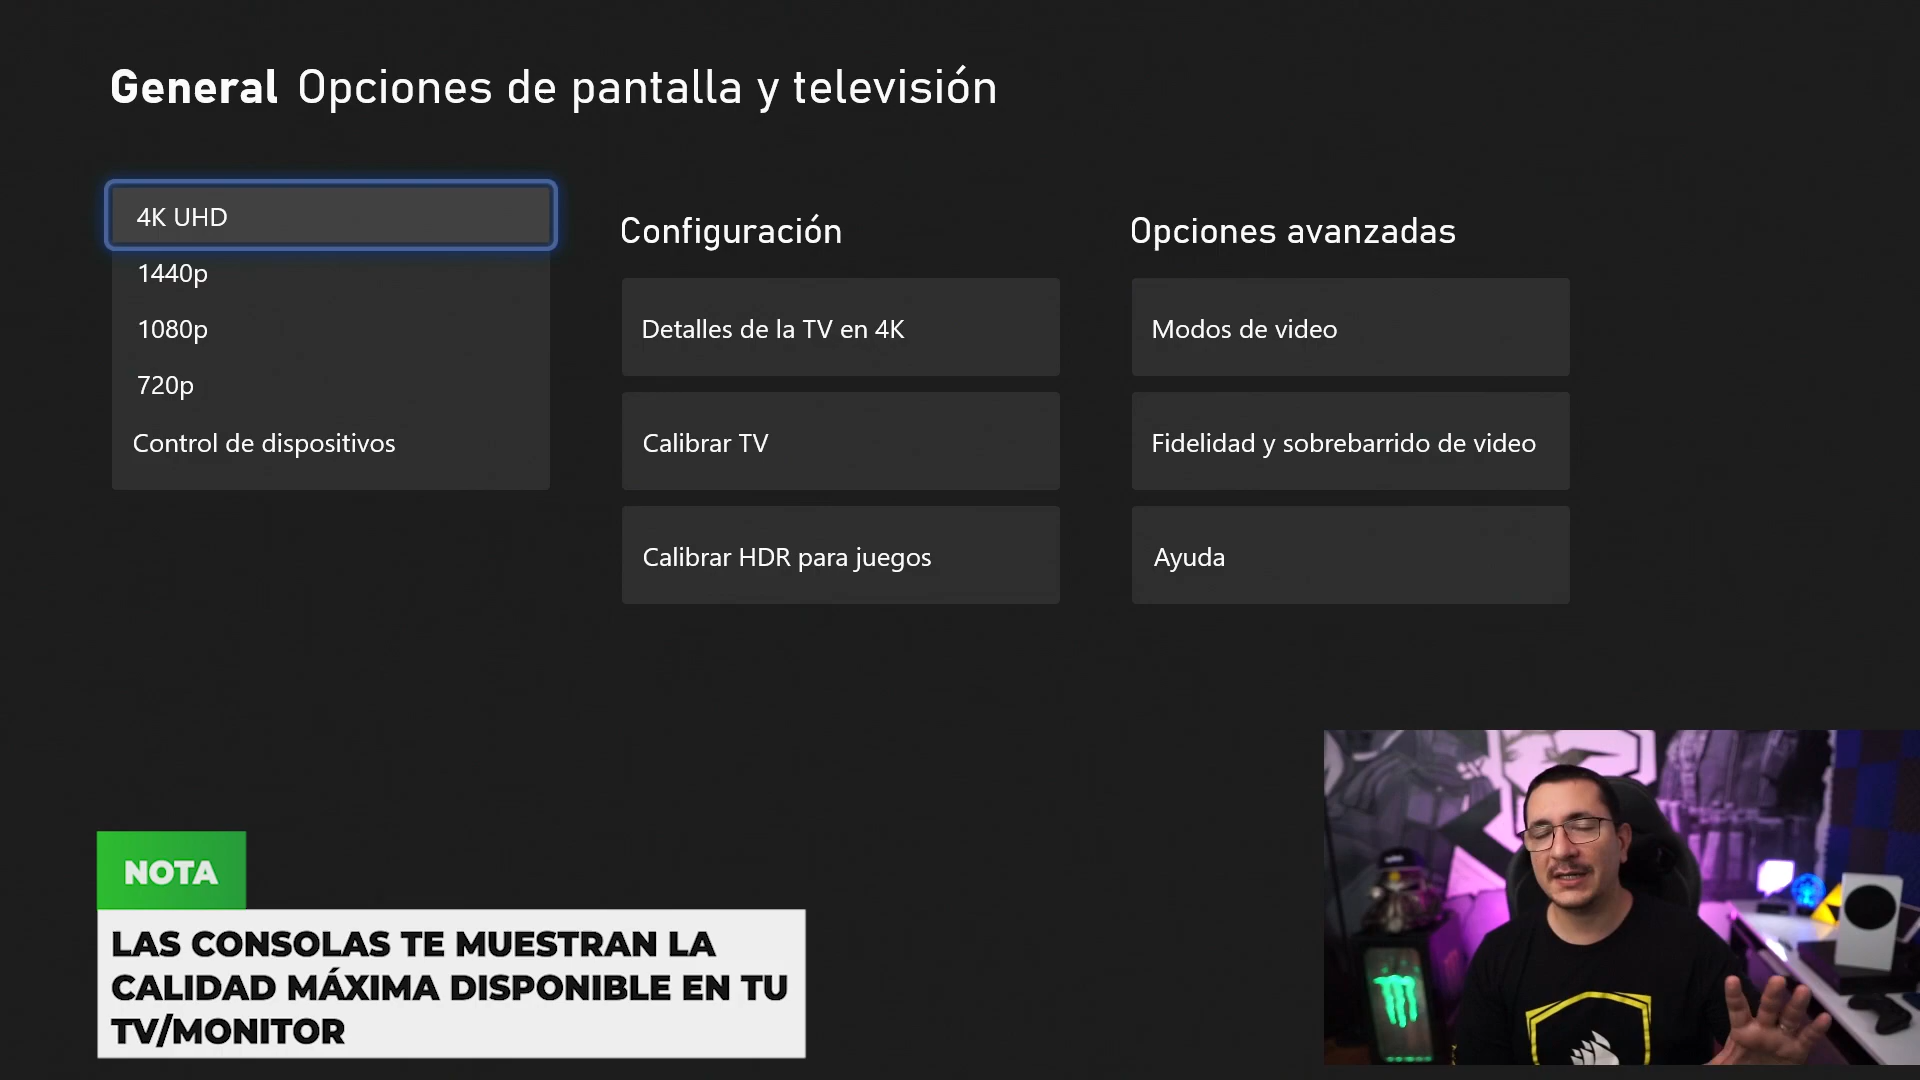 General Opciones de pantalla y televisión
4K UHD
1440p
1080p
720p
Control de dispositivos
Configuración
Detalles de la TV en 4K
Calibrar TV
Calibrar HDR para juegos
Opciones avanzadas
Modos de video
Fidelidad y sobrebarrido de video
Ayuda
NOTA
LAS CONSOLAS TE MUESTRAN LA
CALIDAD MÁXIMA DISPONIBLE EN TU
TV/MONITOR